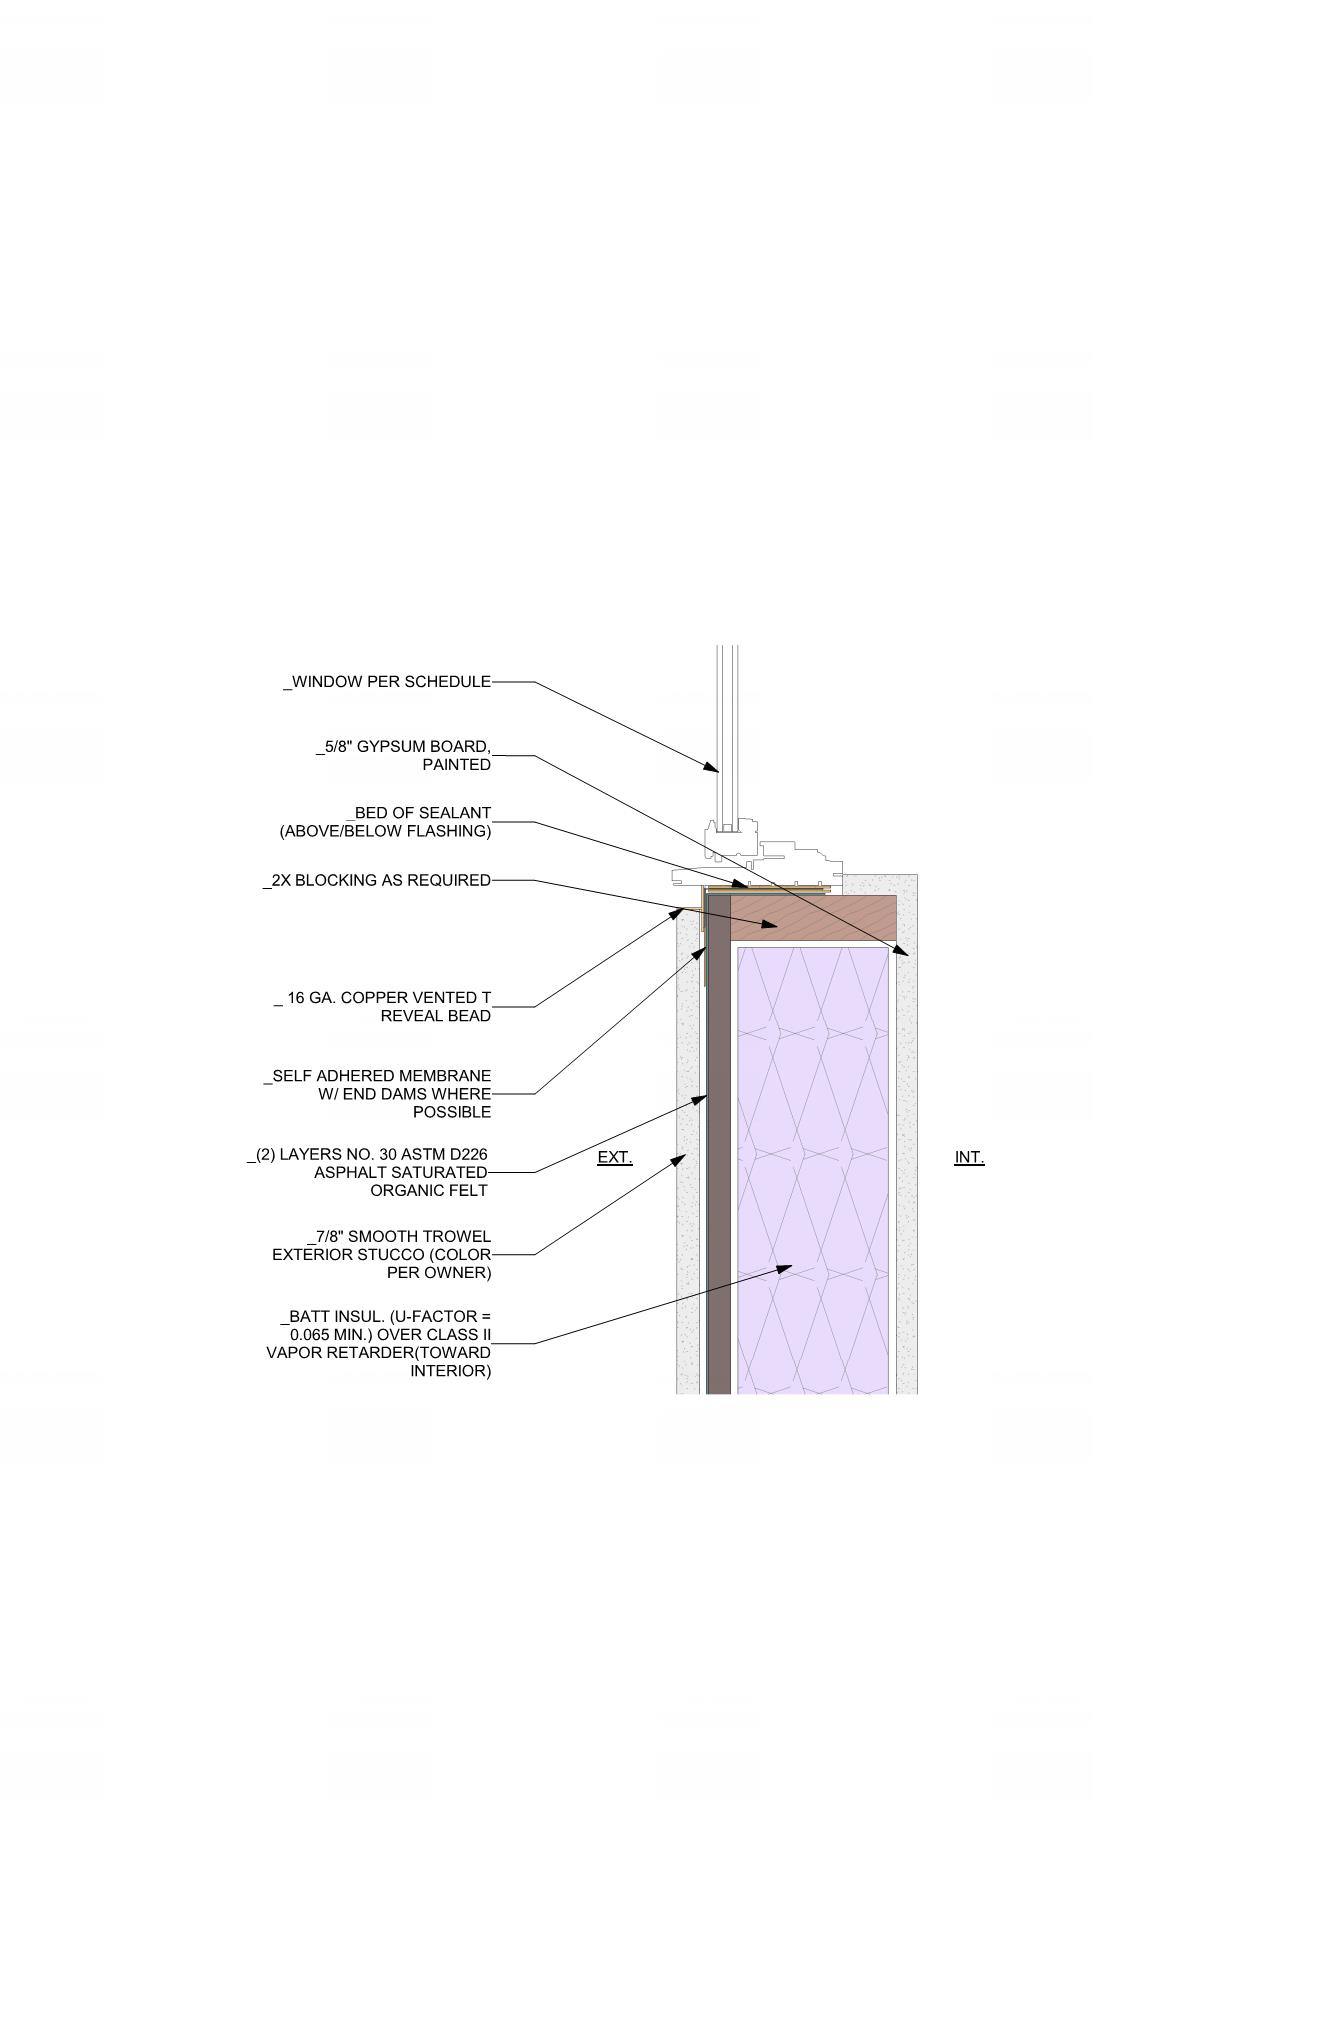 _WINDOW PER SCHEDULE
_5/8" GYPSUM BOARD,
PAINTED
_BED OF SEALANT
(ABOVE/BELOW FLASHING)
_2X BLOCKING AS REQUIRED
_ 16 GA. COPPER VENTED T
REVEAL BEAD
_SELF ADHERED MEMBRANE
W/ END DAMS WHERE
POSSIBLE
_(2) LAYERS NO. 30 ASTM D226
ASPHALT SATURATED
ORGANIC FELT
EXT.
INT.
_7/8" SMOOTH TROWEL
EXTERIOR STUCCO (COLOR
PER OWNER)
_BATT INSUL. (U-FACTOR =
0.065 MIN.) OVER CLASS II
VAPOR RETARDER(TOWARD
INTERIOR)